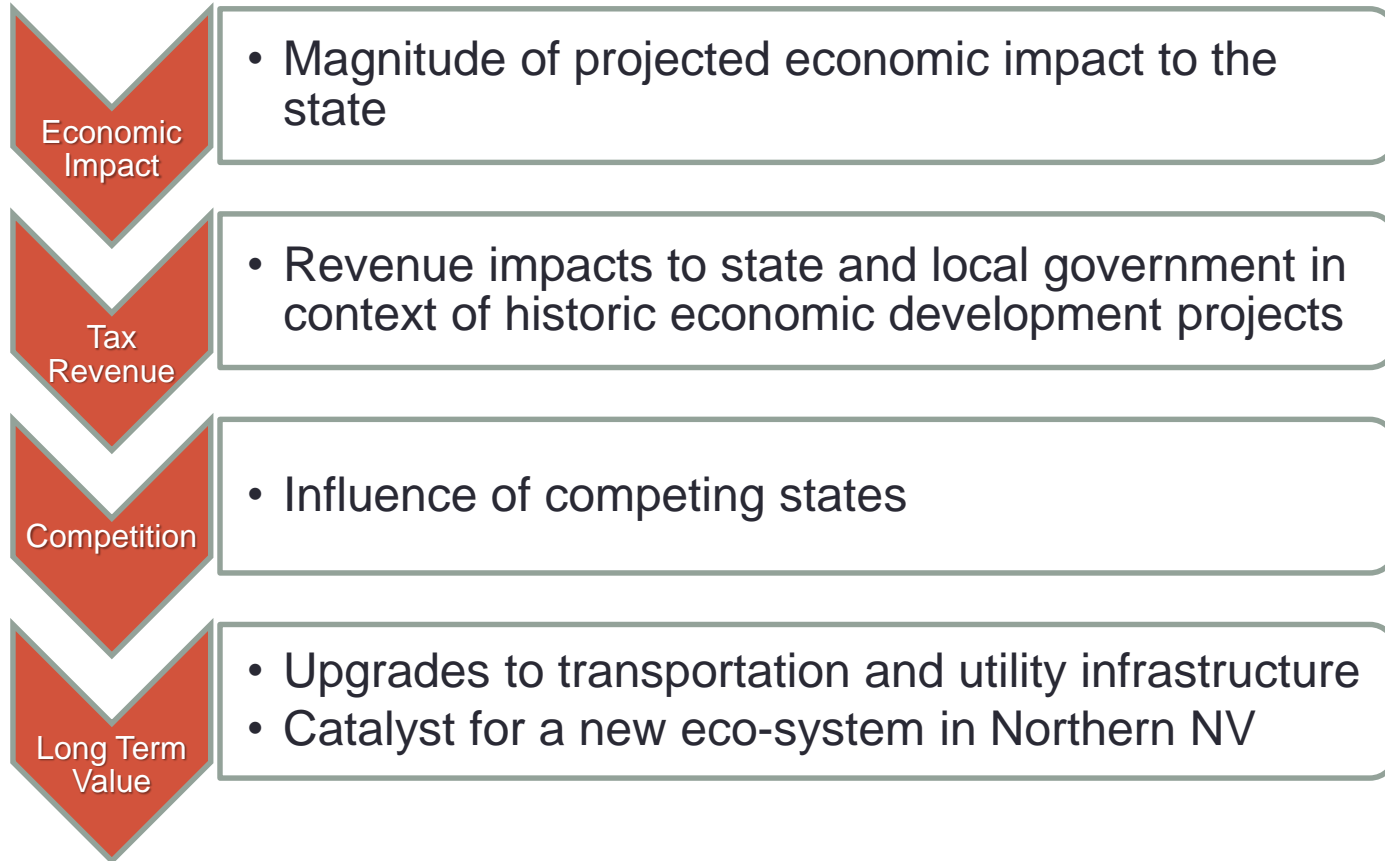 Economic
Impact
• Magnitude of projected economic impact to the
state
Tax
Revenue
• Revenue impacts to state and local government in
context of historic economic development projects
Competition
• Influence of competing states
Long Term
Value
• Upgrades to transportation and utility infrastructure
• Catalyst for a new eco-system in Northern NV